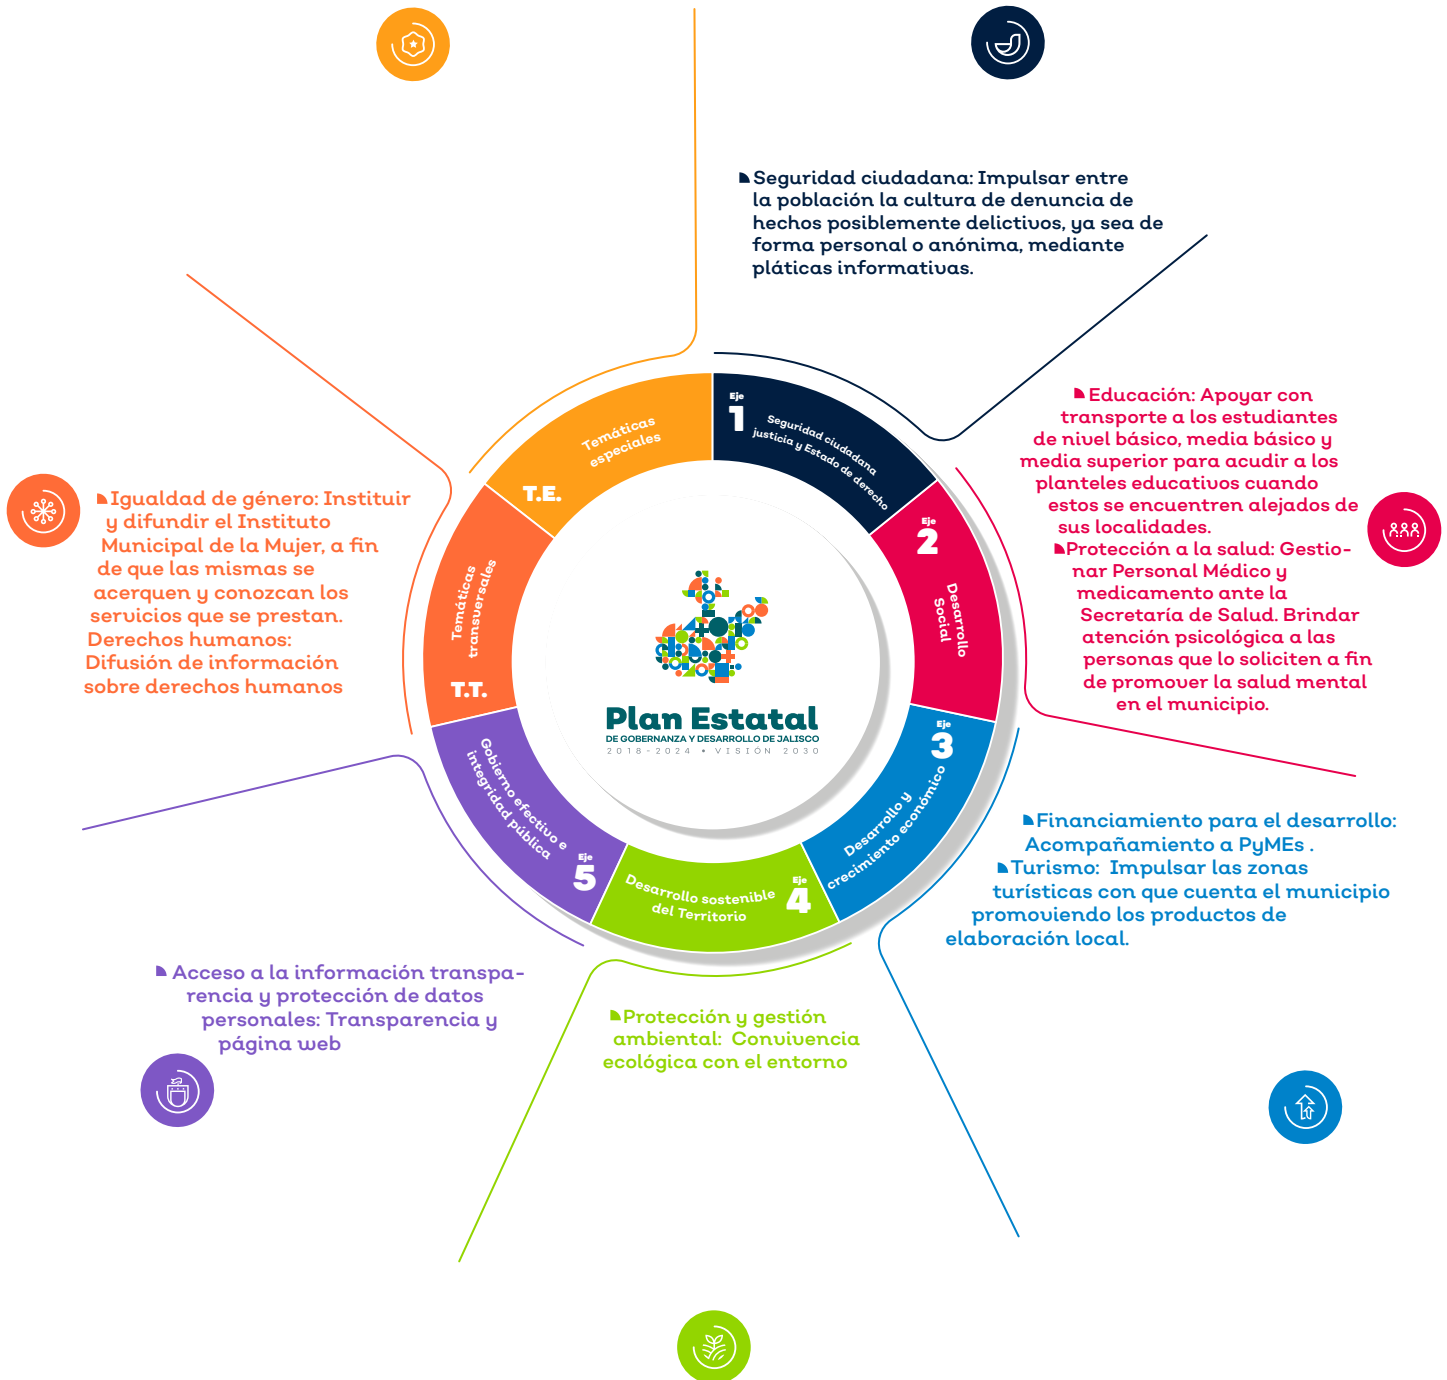 Seguridad ciudadana: Impulsar entre
la población la cultura de denuncia de
hechos posiblemente delictivos, ya sea de
forma personal o anónima, mediante
pláticas informativas.
Educación: Apoyar con
transporte a los estudiantes
de nivel básico, media básico y
media superior para acudir a los
planteles educativos cuando
estos se encuentren alejados de
sus localidades.
Protección a la salud: Gestio-
nar Personal Médico y
medicamento ante la
Secretaría de Salud. Brindar
atención psicológica a las
personas que lo soliciten a fin
de promover la salud mental
en el municipio.
Financiamiento para el desarrollo:
Acompañamiento a PyMEs .
Turismo: Impulsar las zonas
turísticas con que cuenta el municipio
promoviendo los productos de
elaboración local.
Protección y gestión
ambiental: Convivencia
ecológica con el entorno
Acceso a la información transpa-
rencia y protección de datos
personales: Transparencia y
página web
Igualdad de género: Instituir
y difundir el Instituto
Municipal de la Mujer, a fin
de que las mismas se
acerquen y conozcan los
servicios que se prestan.
Derechos humanos:
Difusión de información
sobre derechos humanos
Eje
1
Seguridad ciudadana
justicia y Estado de derecho
Eje
2
Desarrollo
Social
Eje
3
Desarrollo y
crecimiento económico
Eje
4
Desarrollo sostenible
del Territorio
Eje
5
Gobierno efectivo e
integridad pública
T.T.
Temáticas
transversales
T.E.
Temáticas
especiales
Plan Estatal
DE GOBERNANZA Y DESARROLLO DE JALISCO
2018-2024 • VISIÓN 2030